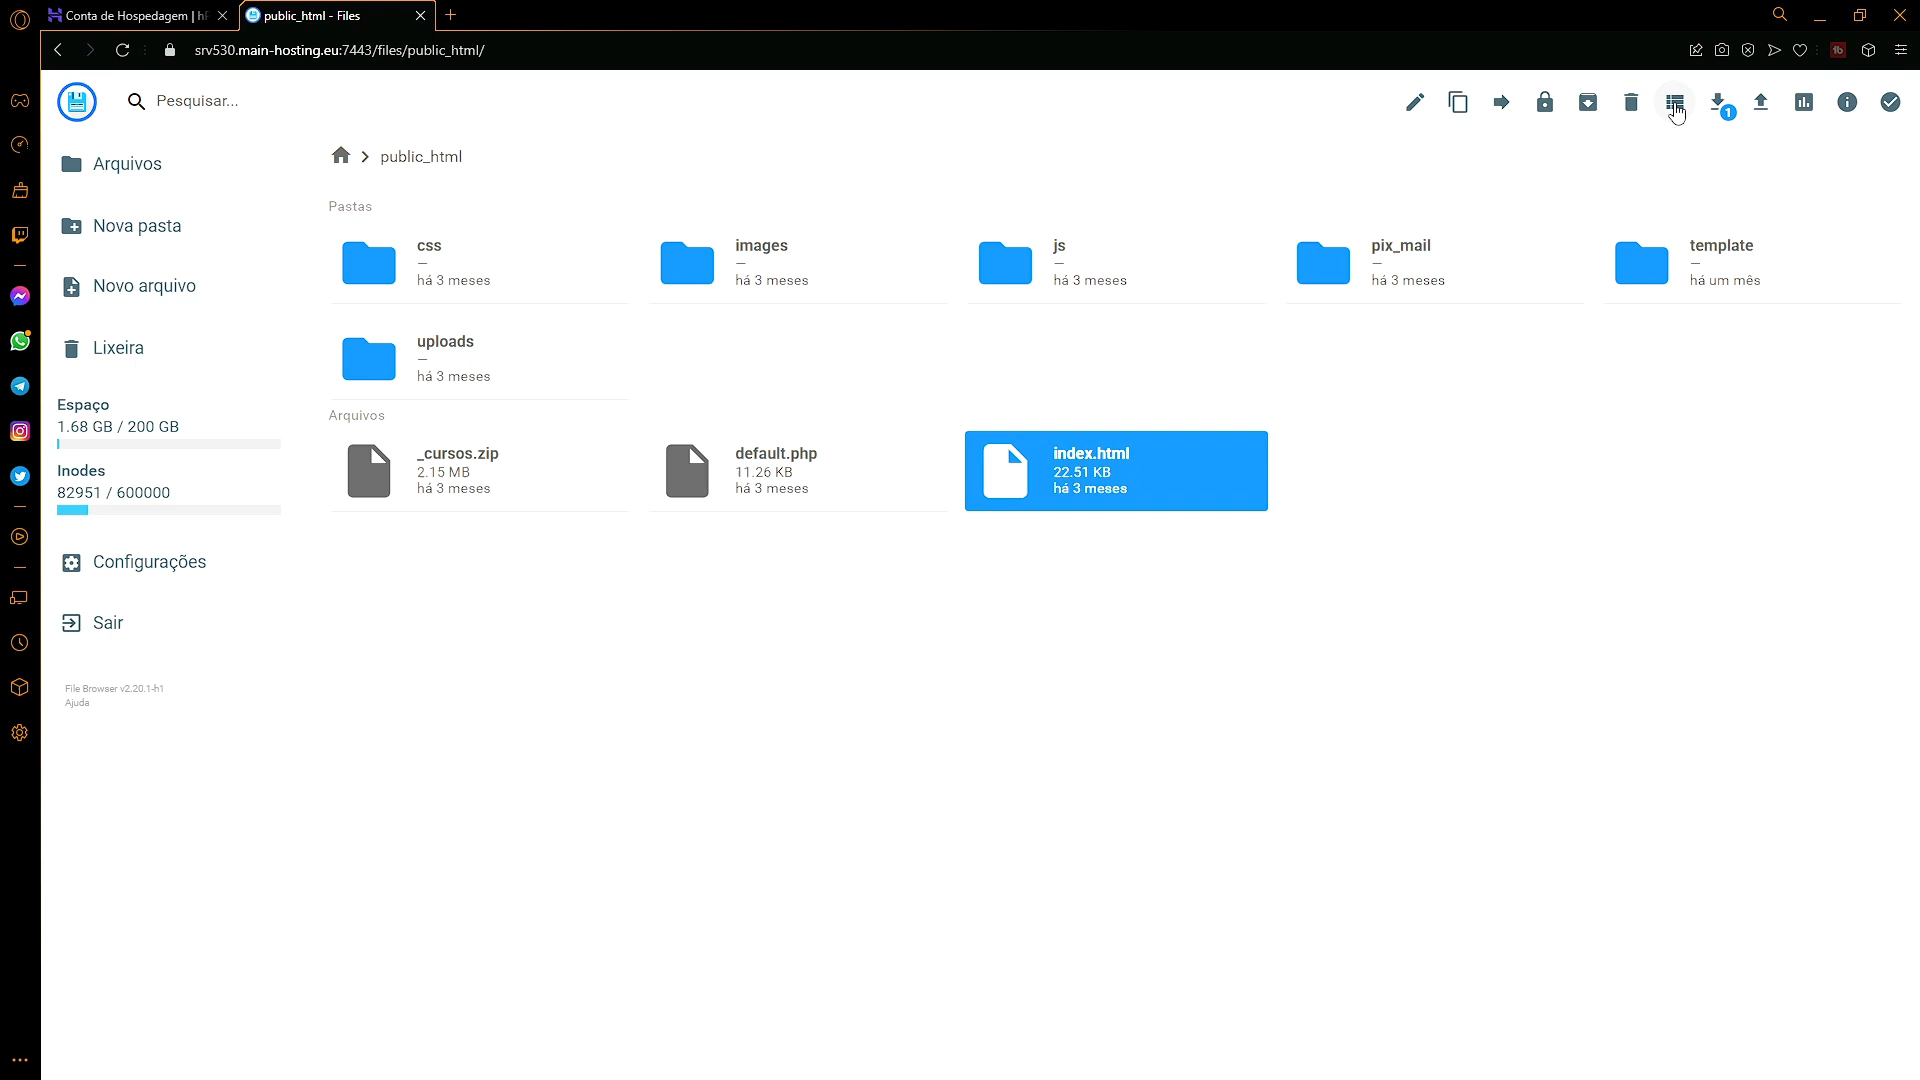 Conta de Hospedagem | hP
public_html - Files
srv530.main-hosting.eu:7443/files/public_html/
Pesquisar...
1
Arquivos
Nova pasta
Novo arquivo
Lixeira
Espaço
1.68 GB / 200 GB
Inodes
82951 / 600000
Configurações
Sair
File Browser v2.20.1-h1
Ajuda
public_html
Pastas
css
—
há 3 meses
images
—
há 3 meses
js
—
há 3 meses
pix_mail
—
há 3 meses
template
—
há um mês
uploads
—
há 3 meses
Arquivos
_cursos.zip
2.15 MB
há 3 meses
default.php
11.26 KB
há 3 meses
index.html
22.51 KB
há 3 meses